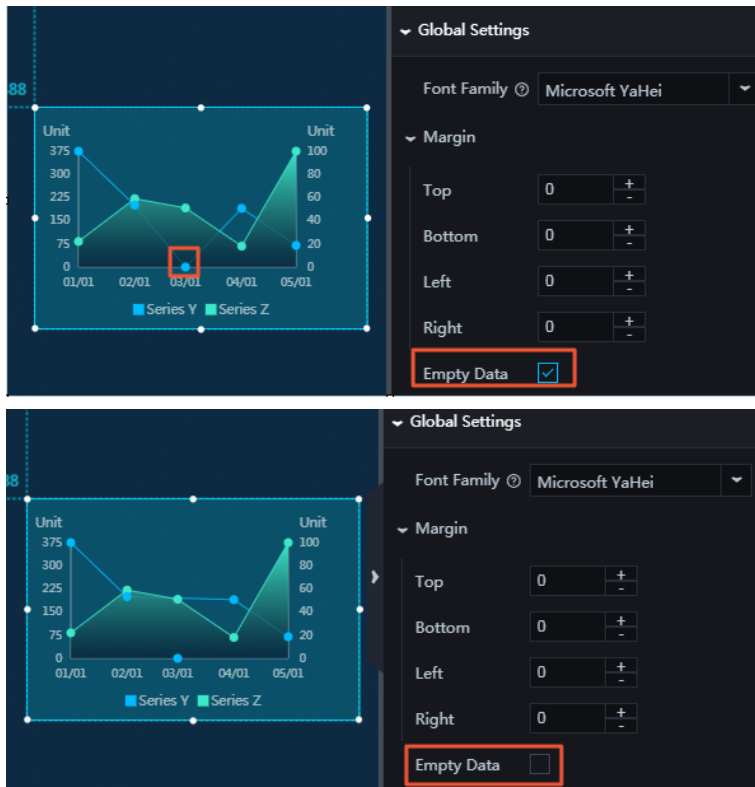 88
Unit Unit
375 100
300 80
225 60
150 40
75 20
0 0
01/01 02/01 03/01 04/01 05/01
Series Y Series Z
Global Settings
Font Family ? Microsoft YaHei
Margin
Top 0 + -
Bottom 0 + -
Left 0 + -
Right 0 + -
Empty Data
88
Unit Unit
375 100
300 80
225 60
150 40
75 20
0 0
01/01 02/01 03/01 04/01 05/01
Series Y Series Z
Global Settings
Font Family ? Microsoft YaHei
Margin
Top 0 + -
Bottom 0 + -
Left 0 + -
Right 0 + -
Empty Data